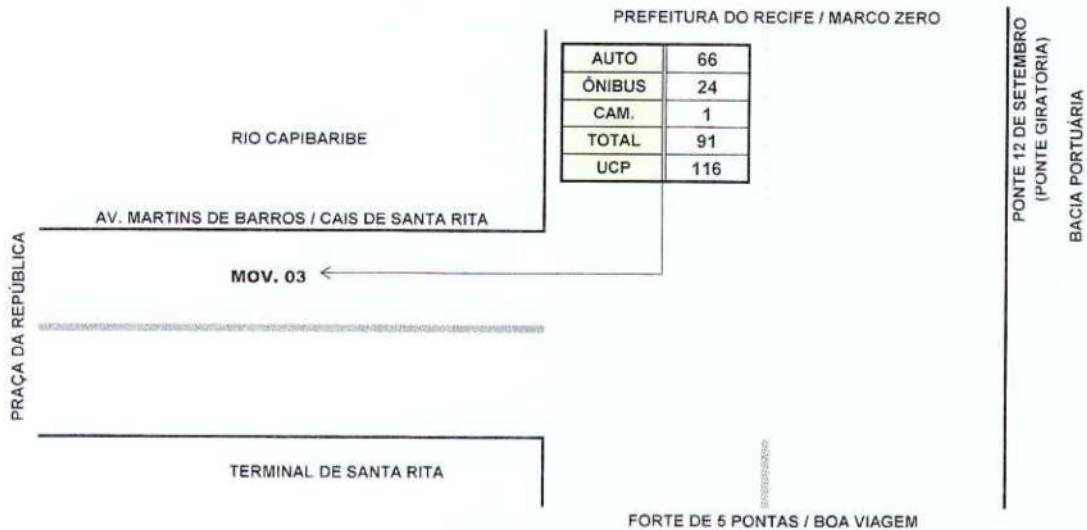 PREFEITURA DO RECIFE / MARCO ZERO
AUTO 66
ÔNIBUS 24
CAM. 1
TOTAL 91
UCP 116
RIO CAPIBARIBE
AV. MARTINS DE BARROS / CAIS DE SANTA RITA
MOV. 03
PRAÇA DA REPÚBLICA
TERMINAL DE SANTA RITA
FORTE DE 5 PONTAS / BOA VIAGEM
PONTE 12 DE SETEMBRO
(PONTE GIRATÓRIA)
BACIA PORTUÁRIA